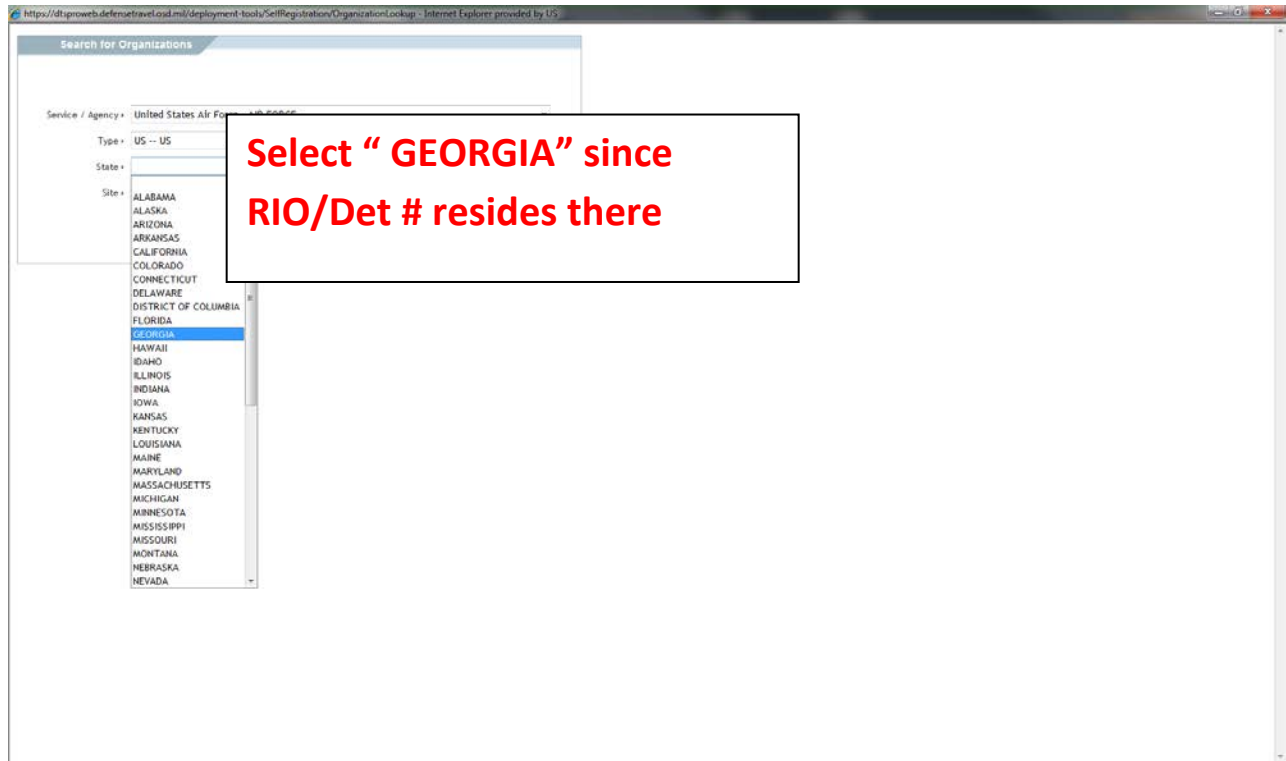 https://dtsproweb.defensetravel.osd.mil/deployment-tools/SelfRegistration/OrganizationLookup - Internet Explorer provided by US
Search for Organizations
Service / Agency United States Air
Type US -- US
State
Site
Select “ GEORGIA” since
RIO/Det # resides there
ALABAMA
ALASKA
ARIZONA
ARKANSAS
CALIFORNIA
COLORADO
CONNECTICUT
DELAWARE
DISTRICT OF COLUMBIA
FLORIDA
GEORGIA
HAWAII
IDAHO
ILLINOIS
INDIANA
IOWA
KANSAS
KENTUCKY
LOUISIANA
MAINE
MARYLAND
MASSACHUSETTS
MICHIGAN
MINNESOTA
MISSISSIPPI
MISSOURI
MONTANA
NEBRASKA
NEVADA